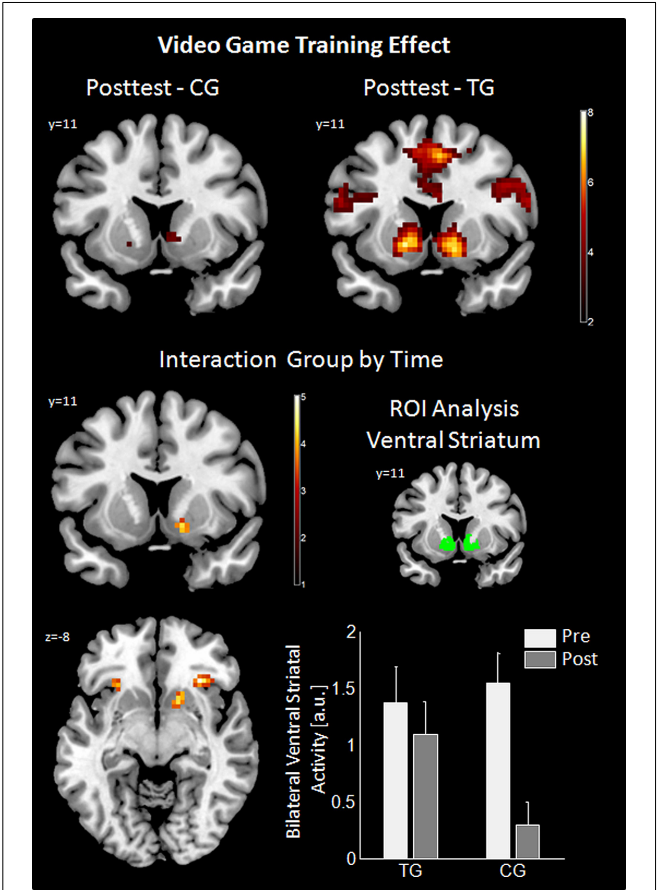 Video Game Training Effect
Posttest - CG
Posttest - TG
y=11
y=11
8
6
4
2
Interaction Group by Time
y=11
5
4
3
2
1
ROI Analysis
Ventral Striatum
y=11
z=-8
Bilateral Ventral Striatal
Activity [a.u.]
2
1.5
1
0.5
0
Pre
Post
TG
CG